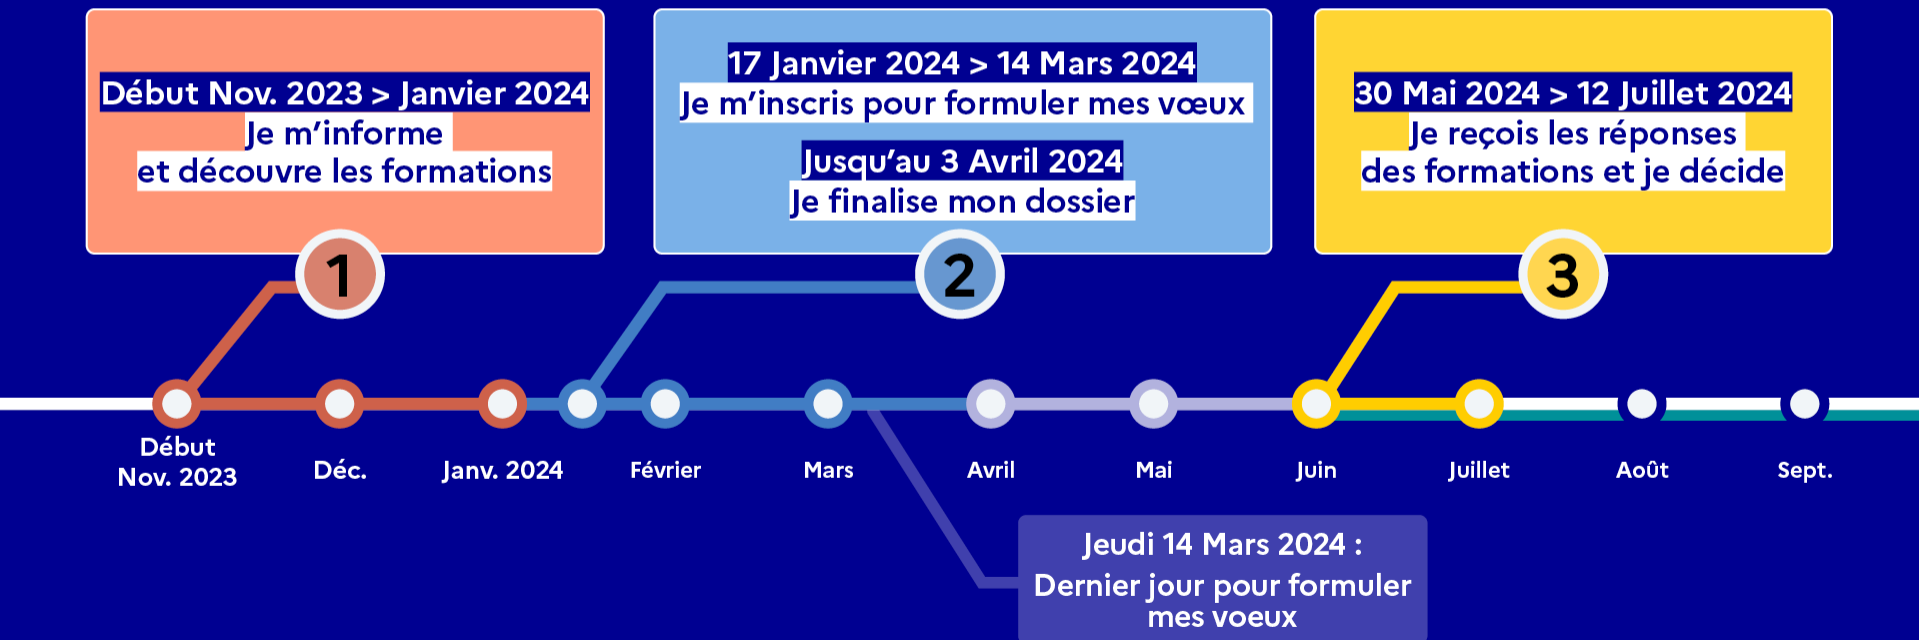 Début Nov. 2023 > Janvier 2024
Je m’informe
et découvre les formations
1
17 Janvier 2024 > 14 Mars 2024
Je m’inscris pour formuler mes vœux
Jusqu’au 3 Avril 2024
Je finalise mon dossier
2
30 Mai 2024 > 12 Juillet 2024
Je reçois les réponses
des formations et je décide
3
Début
Nov. 2023
Déc.
Janv. 2024
Février
Mars
Avril
Mai
Juin
Juillet
Août
Sept.
Jeudi 14 Mars 2024 :
Dernier jour pour formuler
mes voeux